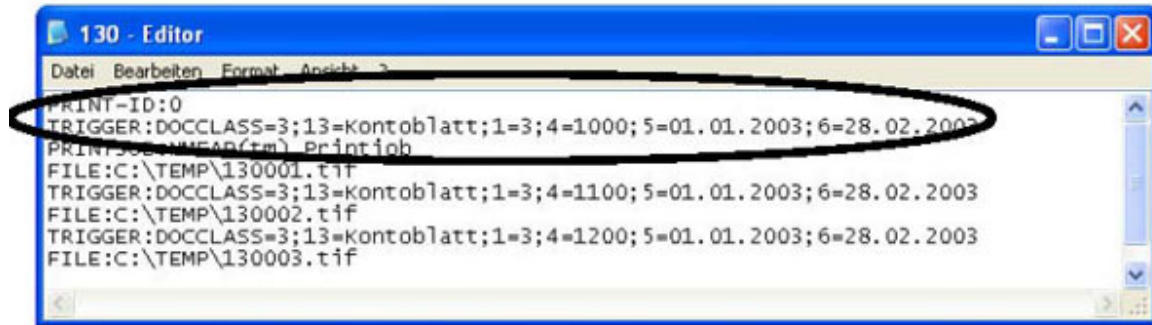 130 - Editor
Datei Bearbeiten Format Ansicht ?
PRINT-ID:0
TRIGGER:DOCCLASS=3;13=Kontoblatt;1=3;4=1000;5=01.01.2003;6=28.02.2003
(tm) Printjob
FILE:C:\TEMP\130001.tif
TRIGGER:DOCCLASS=3;13=Kontoblatt;1=3;4=1100;5=01.01.2003;6=28.02.2003
FILE:C:\TEMP\130002.tif
TRIGGER:DOCCLASS=3;13=Kontoblatt;1=3;4=1200;5=01.01.2003;6=28.02.2003
FILE:C:\TEMP\130003.tif